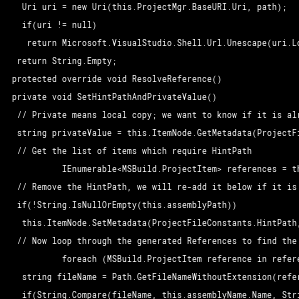 Uri uri = new Uri(this.ProjectMgr.BaseURI.Uri, path);
if(uri != null)
return Microsoft.VisualStudio.Shell.Url.Unescape(uri.Lo
return String.Empty;
protected override void ResolveReference()
private void SetHintPathAndPrivateValue()
// Private means local copy; we want to know if it is alr
string privateValue = this.ItemNode.GetMetadata(ProjectFi
// Get the list of items which require HintPath
IEnumerable<MSBuild.ProjectItem> references = th
// Remove the HintPath, we will re-add it below if it is
if(!String.IsNullOrEmpty(this.assemblyPath))
this.ItemNode.SetMetadata(ProjectFileConstants.HintPath,
// Now loop through the generated References to find the
foreach (MSBuild.ProjectItem reference in refere
string fileName = Path.GetFileNameWithoutExtension(refer
if(String.Compare(fileName, this.assemblyName.Name, Stri